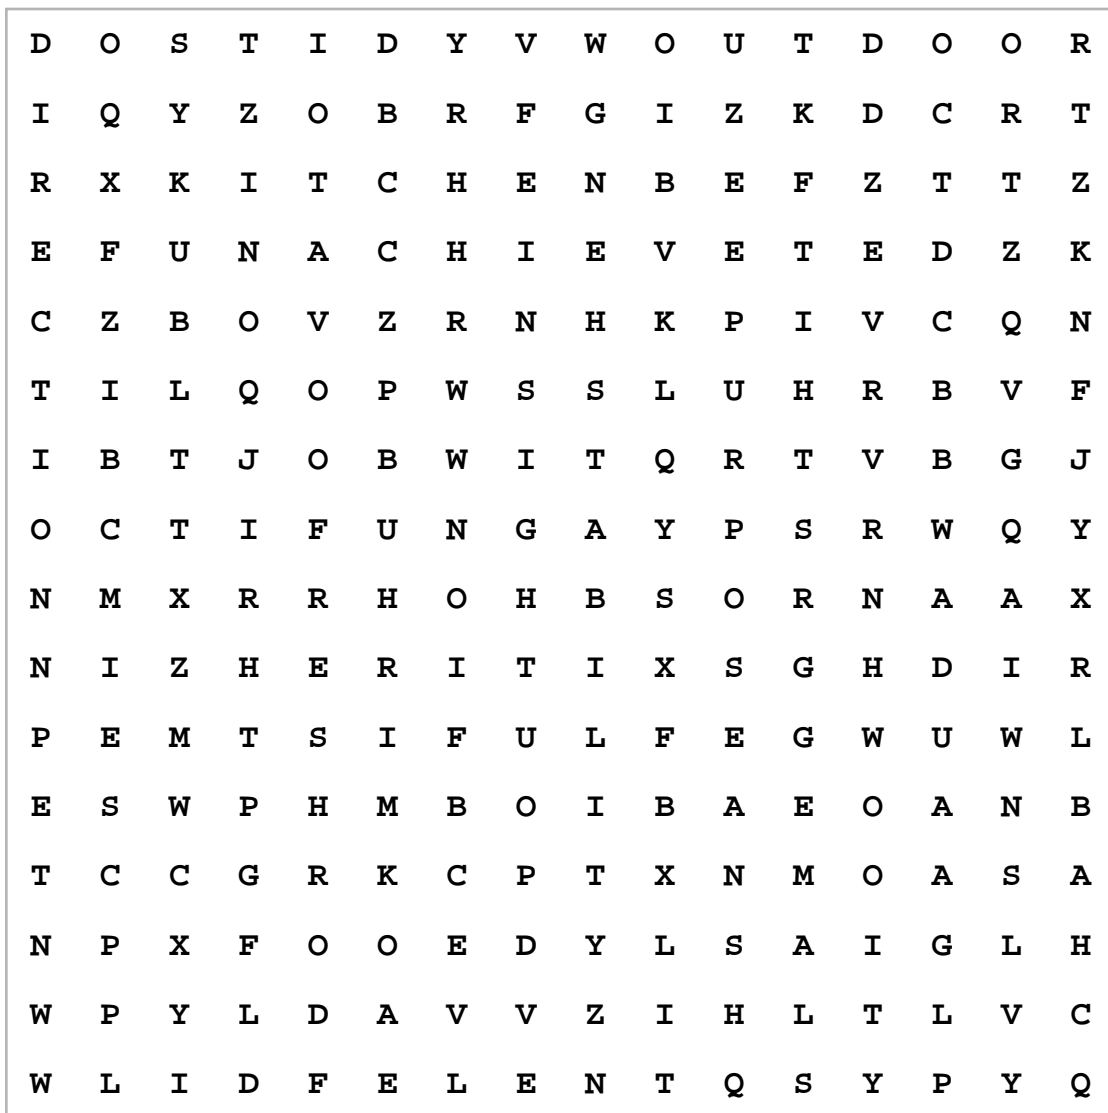 D O S T I D Y V W O U T D O O R
I Q Y Z O B R F G I Z K D C R T
R X K I T C H E N B E F Z T T Z
E F U N A C H I E V E T E D Z K
C Z B O V Z R N H K P I V C Q N
T I L Q O P W S S L U H R B V F
I B T J O B W I T Q R T V B G J
O C T I F U N G A Y P S R W Q Y
N M X R R H O H B S O R N A A X
N I Z H E R I T I X S G H D I R
P E M T S I F U L F E G W U W L
E S W P H M B O I B A E O A N B
T C C G R K C P T X N M O A S A
N P X F O O E D Y L S A I G L H
W P Y L D A V V Z I H L T L V C
W L I D F E L E N T Q S Y P Y Q